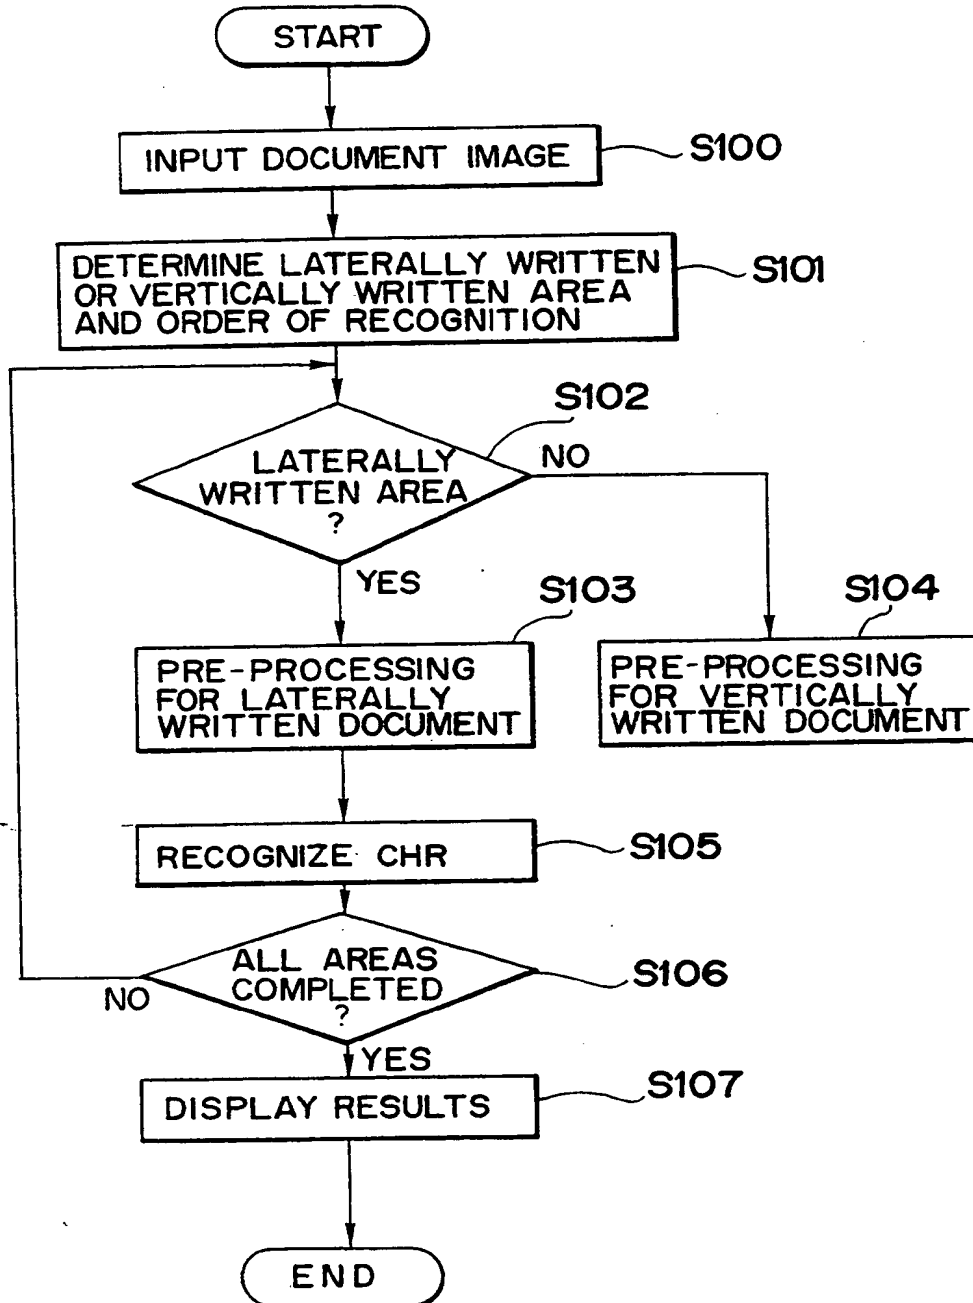 START
INPUT DOCUMENT IMAGE
S100
DETERMINE LATERALLY WRITTEN
OR VERTICALLY WRITTEN AREA
AND ORDER OF RECOGNITION
S101
S102
LATERALLY
WRITTEN AREA
?
NO
YES
S103
PRE-PROCESSING
FOR LATERALLY
WRITTEN DOCUMENT
S104
PRE-PROCESSING
FOR VERTICALLY
WRITTEN DOCUMENT
RECOGNIZE CHR
S105
ALL AREAS
COMPLETED
?
S106
NO
YES
DISPLAY RESULTS
S107
END